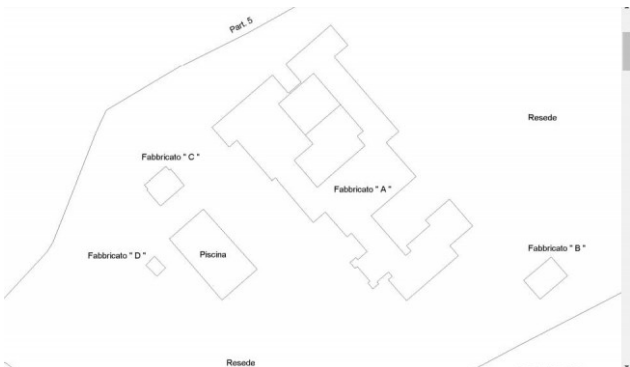 Part. 5
Resede
Fabbricato " C "
Fabbricato " A "
Fabbricato " D "
Piscina
Fabbricato " B "
Resede